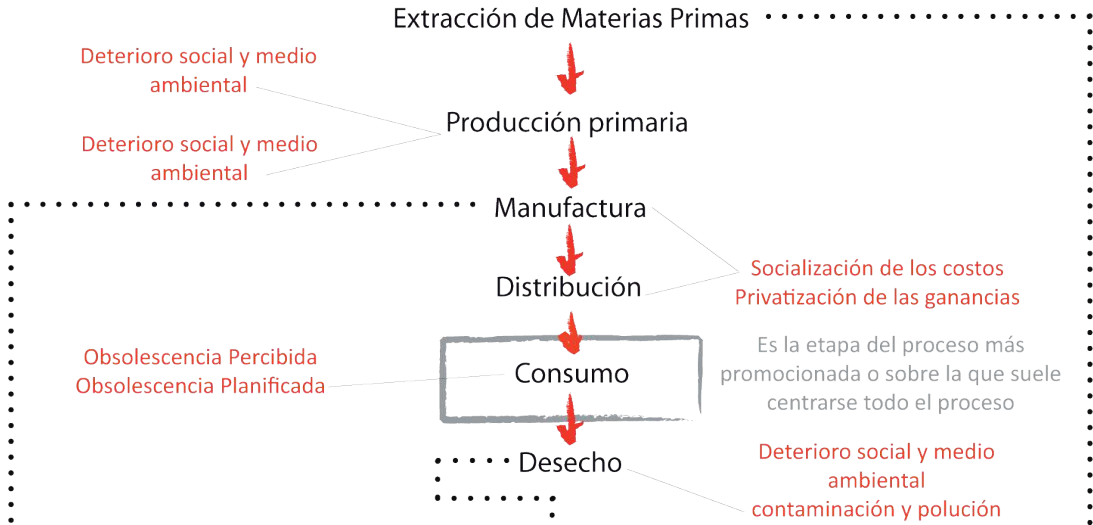 Extracción de Materias Primas
Deterioro social y medio
ambiental
Producción primaria
Deterioro social y medio
ambiental
Manufactura
Socialización de los costos
Privatización de las ganancias
Distribución
Es la etapa del proceso más
promocionada o sobre la que suele
centrarse todo el proceso
Obsolescencia Percibida
Obsolescencia Planificada
Consumo
Desecho
Deterioro social y medio
ambiental
contaminación y polución